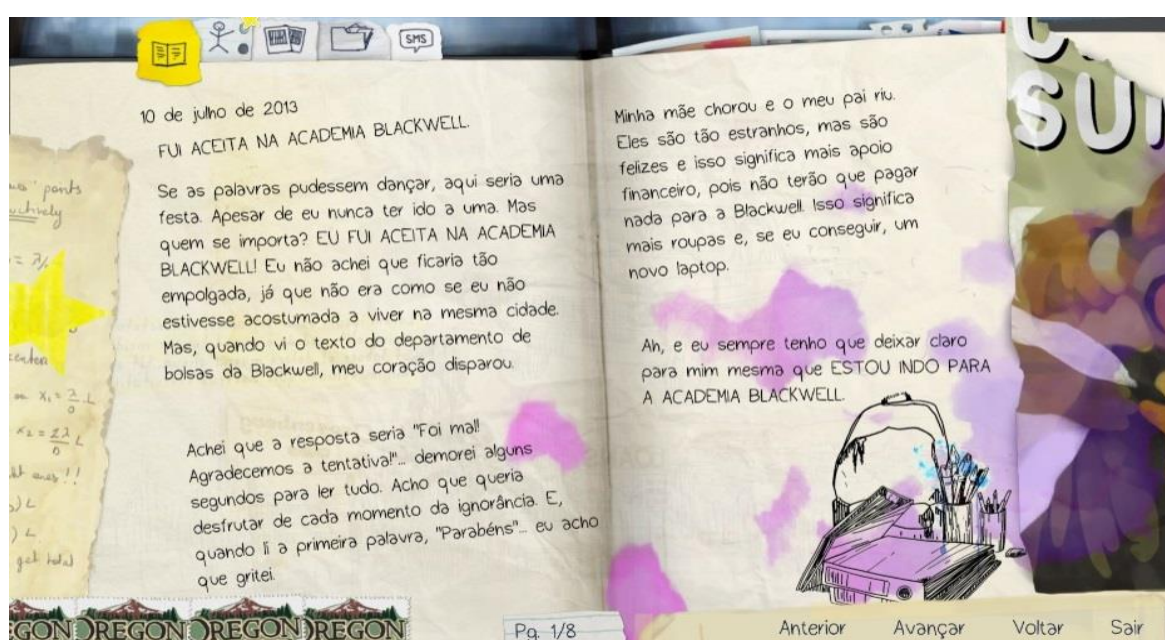 SMS
10 de julho de 2013
FUI ACEITA NA ACADEMIA BLACKWELL.
Se as palavras pudessem dançar, aqui seria uma
festa. Apesar de eu nunca ter ido a uma. Mas
quem se importa? EU FUI ACEITA NA ACADEMIA
BLACKWELL! Eu não achei que ficaria tão
empolgada, já que não era como se eu não
estivesse acostumada a viver na mesma cidade.
Mas, quando vi o texto do departamento de
bolsas da Blackwell, meu coração disparou.
Achei que a resposta seria "Foi mal!
Agradecemos a tentativa!"... demorei alguns
segundos para ler tudo. Acho que queria
desfrutar de cada momento da ignorância. E,
quando li a primeira palavra, "Parabéns"... eu acho
que gritei.
Minha mãe chorou e o meu pai riu.
Eles são tão estranhos, mas são
felizes e isso significa mais apoio
financeiro, pois não terão que pagar
nada para a Blackwell. Isso significa
mais roupas e, se eu conseguir, um
novo laptop.
Ah, e eu sempre tenho que deixar claro
para mim mesma que ESTOU INDO PARA
A ACADEMIA BLACKWELL.
points
get total
OREGON OREGON OREGON
Pg. 1/8
Anterior Avançar Voltar Sair